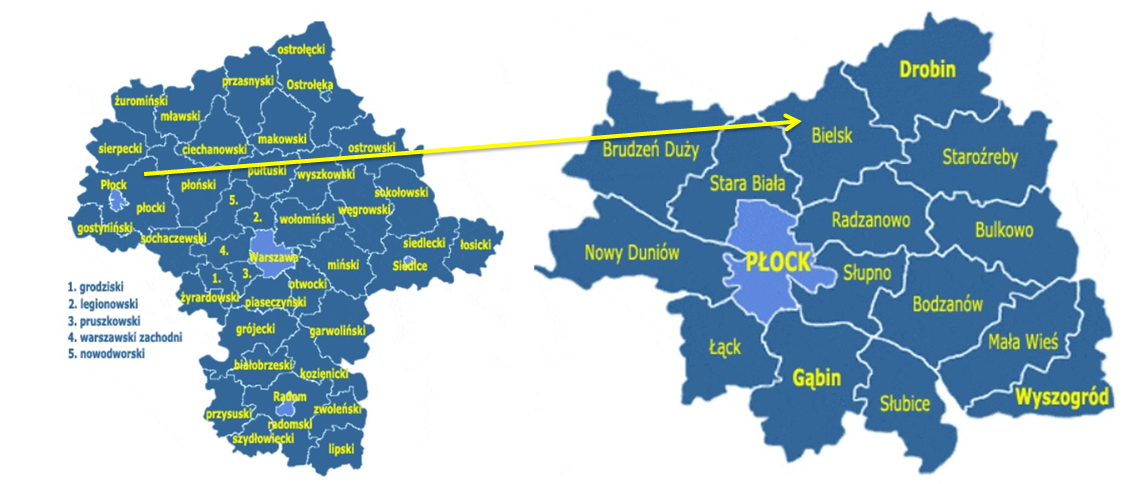 ostrołęcki
przasnyski
Ostrołęka
żuromiński
mławski
makowski
sierpecki
ciechanowski
ostrowski
pułtuski
wyszkowski
Płock
płoński
sokołowski
płocki
5.
węgrowski
gostyniński
2.
wołomiński
sochaczewski
siedlecki
łosicki
4.
Warszawa
miński
Siedlce
1.
3.
otwocki
żyrardowski
piaseczyński
1. grodziski
2. legionowski
3. pruszkowski
4. warszawski zachodni
5. nowodworski
grójecki
garwoliński
białobrzeski
kozienicki
Radom
przysuski
zwoleński
radomski
szydłowiecki
lipski
Drobin
Bielsk
Brudzeń Duży
Staroźreby
Stara Biała
Radzanowo
Bulkowo
Nowy Duniów
PŁOCK
Słupno
Bodzanów
Łąck
Mała Wieś
Gąbin
Wyszogród
Słubice